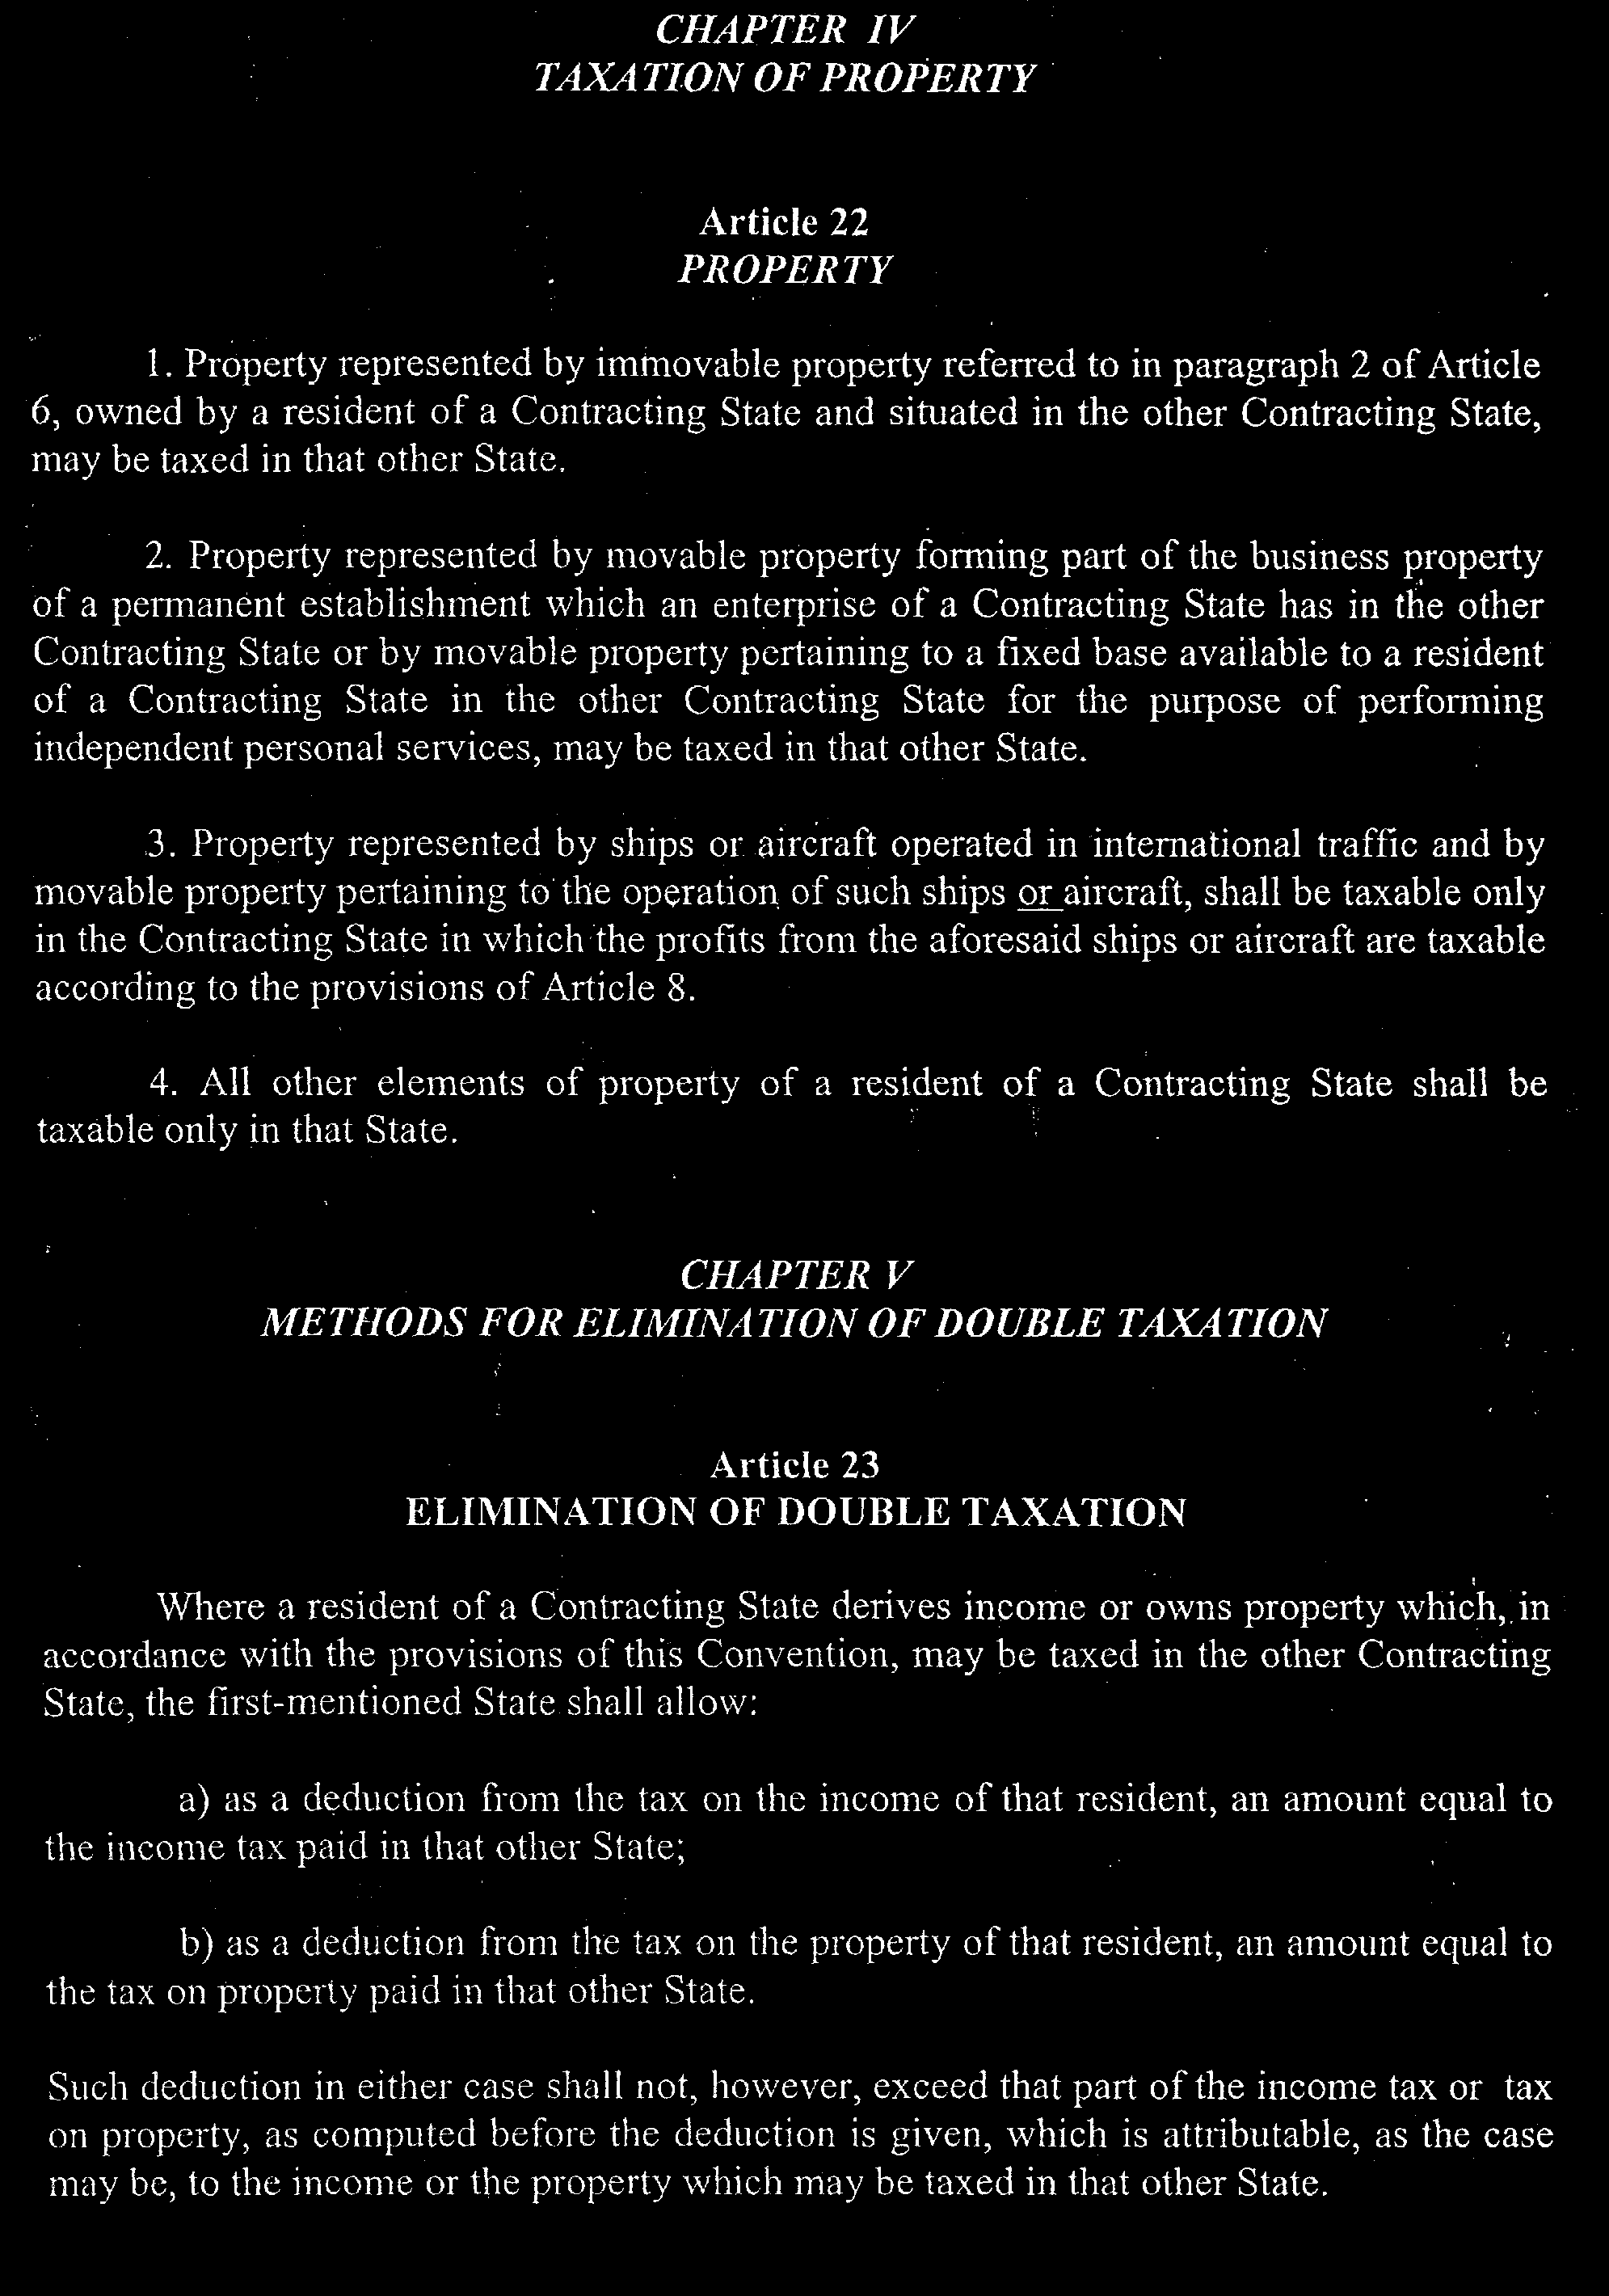 CHAPTER IV
TAXATION OF PROPERTY
Article 22
PROPERTY
1. Property represented by immovable property referred to in paragraph 2 of Article
6, owned by a resident of a Contracting State and situated in the other Contracting State,
may be taxed in that other State.
2. Property represented by movable property forming part of the business property
of a permanent establishment which an enterprise of a Contracting State has in the other
Contracting State or by movable property pertaining to a fixed base available to a resident
of a Contracting State in the other Contracting State for the purpose of performing
independent personal services, may be taxed in that other State.
3. Property represented by ships or aircraft operated in international traffic and by
movable property pertaining to the operation of such ships or aircraft, shall be taxable only
in the Contracting State in which the profits from the aforesaid ships or aircraft are taxable
according to the provisions of Article 8.
4. All other elements of property of a resident of a Contracting State shall be
taxable only in that State.
CHAPTER V
METHODS FOR ELIMINATION OF DOUBLE TAXATION
Article 23
ELIMINATION OF DOUBLE TAXATION
Where a resident of a Contracting State derives income or owns property which, in
accordance with the provisions of this Convention, may be taxed in the other Contracting
State, the first-mentioned State shall allow:
a) as a deduction from the tax on the income of that resident, an amount equal to
the income tax paid in that other State;
b) as a deduction from the tax on the property of that resident, an amount equal to
the tax on property paid in that other State.
Such deduction in either case shall not, however, exceed that part of the income tax or tax
on property, as computed before the deduction is given, which is attributable, as the case
may be, to the income or the property which may be taxed in that other State.